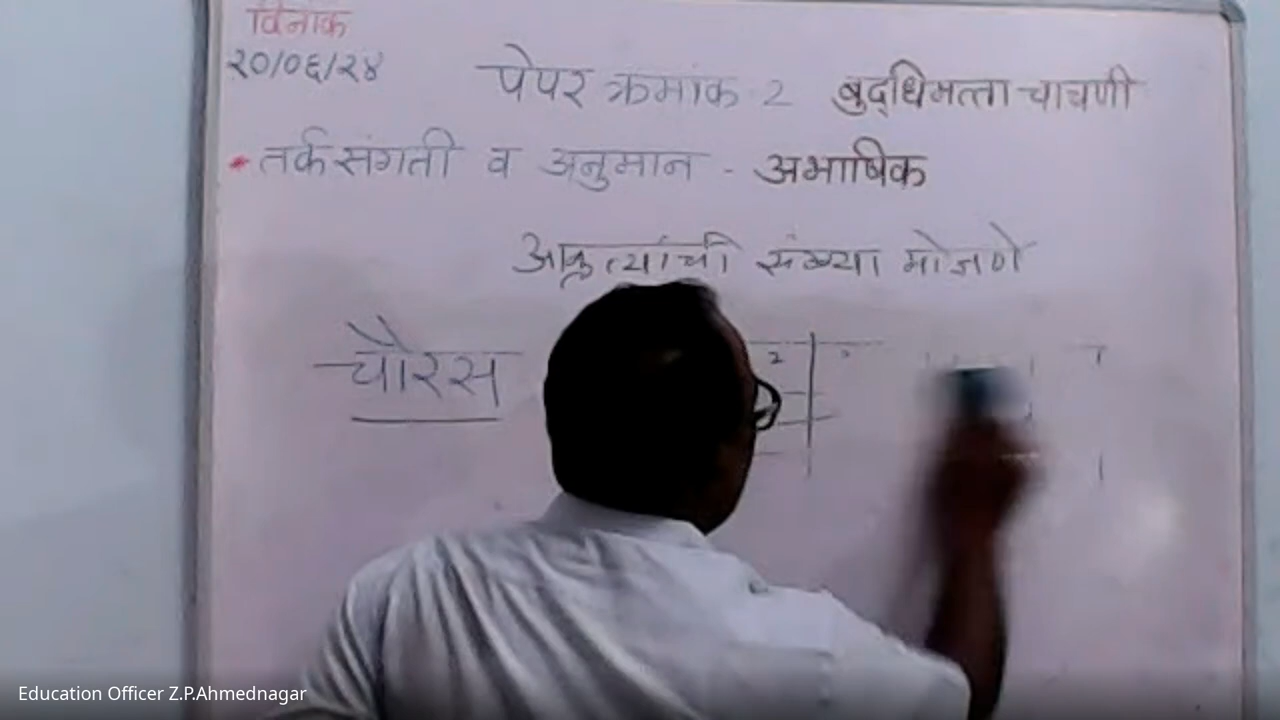 दिनांक
२०/०६/२४
पेपर क्रमांक-2 बुद्धिमत्ता चाचणी
* तर्कसंगती व अनुमान - अभाषिक
आकृत्यांची संख्या मोजणे
चौरस
2
Education Officer Z.P.Ahmednagar